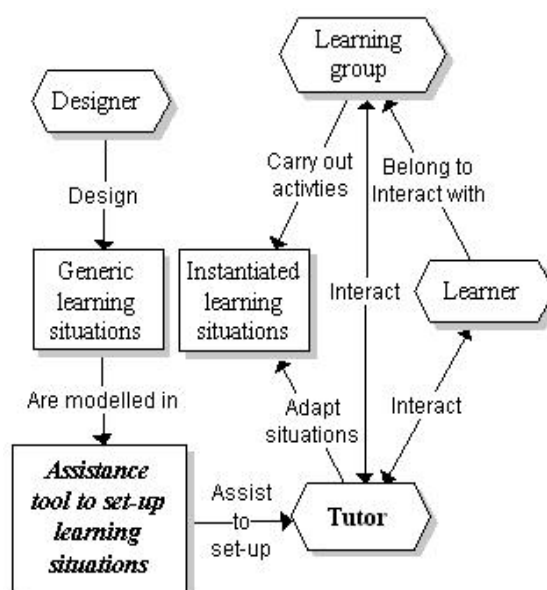 Learning
group
Designer
Carry out
activties
Belong to
Interact with
Design
Generic
learning
situations
Instantiated
learning
situations
Interact
Learner
Are modelled in
Adapt
situations
Interact
Assistance
tool to set-up
learning
situations
Assist
to
set-up
Tutor